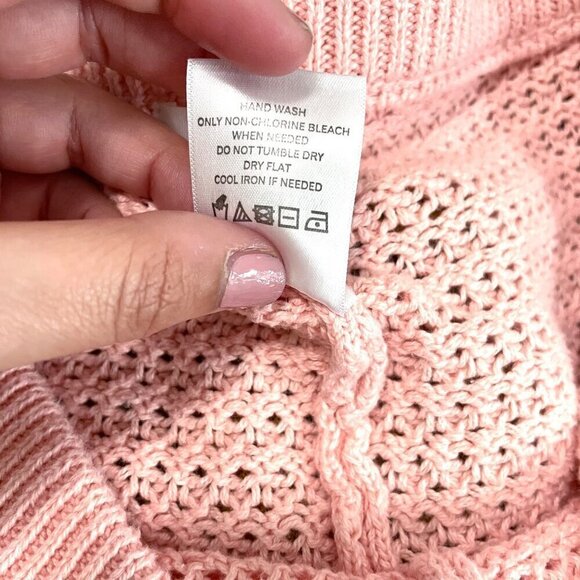 HAND WASH
ONLY NON-CHLORINE BLEACH
WHEN NEEDED
DO NOT TUMBLE DRY
DRY FLAT
COOL IRON IF NEEDED